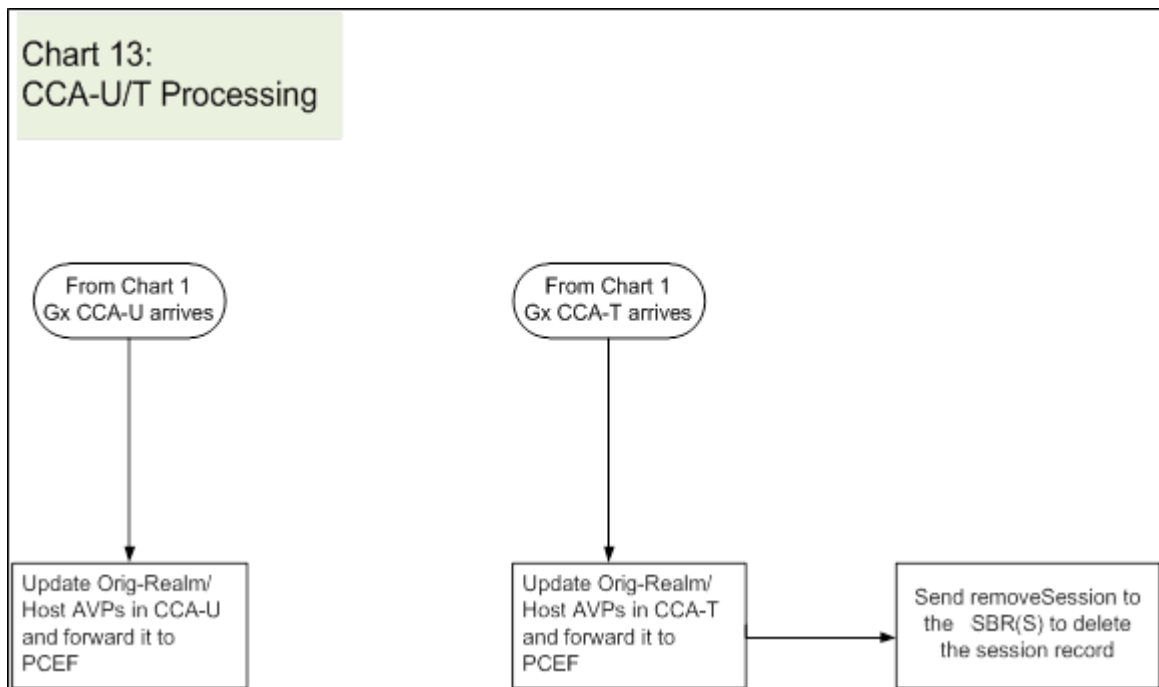 Chart 13:
CCA-U/T Processing
From Chart 1
Gx CCA-U arrives
From Chart 1
Gx CCA-T arrives
Update Orig-Realm/
Host AVPs in CCA-U
and forward it to
PCEF
Update Orig-Realm/
Host AVPs in CCA-T
and forward it to
PCEF
Send removeSession to
the SBR(S) to delete
the session record